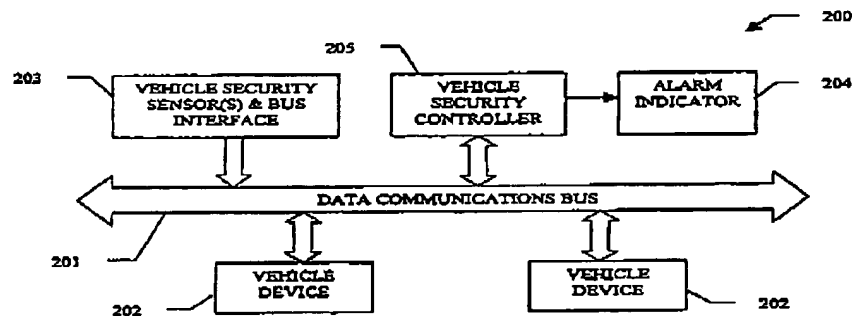 200
205
203
VEHICLE SECURITY
SENSOR(S) & BUS
INTERFACE
VEHICLE
SECURITY
CONTROLLER
ALARM
INDICATOR
204
DATA COMMUNICATIONS BUS
201
VEHICLE
DEVICE
202
VEHICLE
DEVICE
202